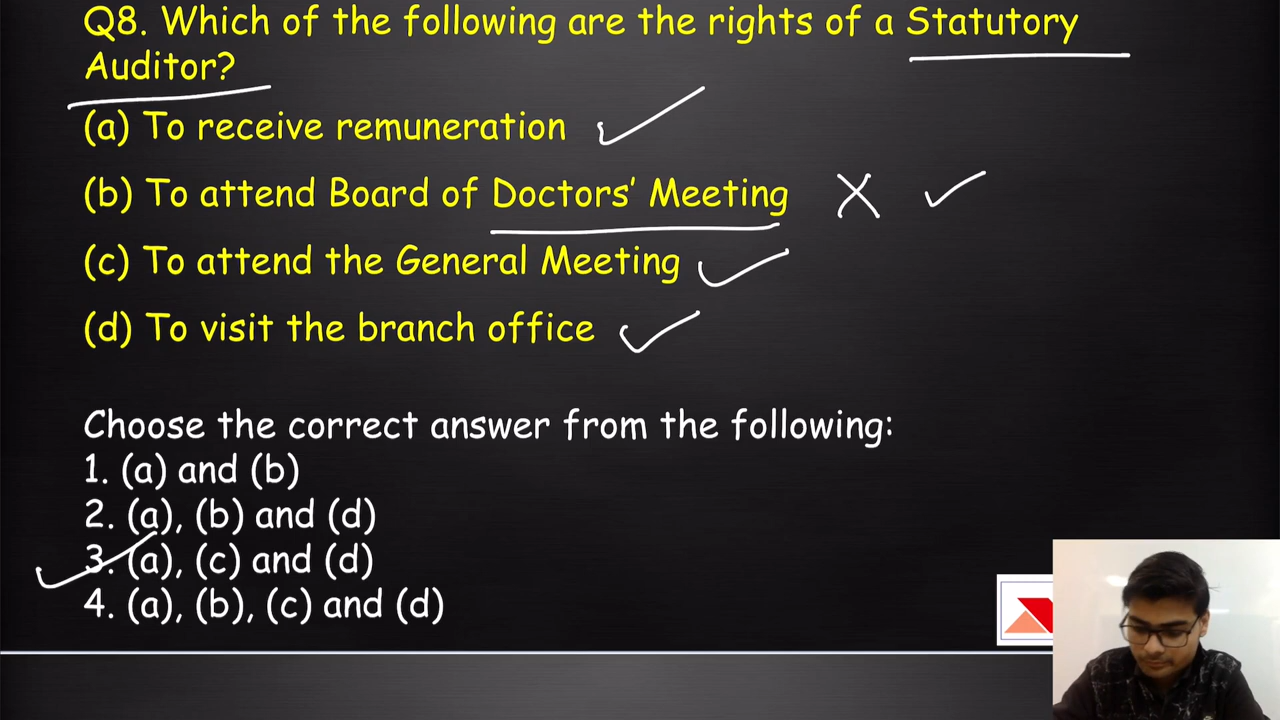 Q8. Which of the following are the rights of a Statutory
Auditor?
(a) To receive remuneration
(b) To attend Board of Doctors' Meeting
(c) To attend the General Meeting
(d) To visit the branch office
Choose the correct answer from the following:
1. (a) and (b)
2. (a), (b) and (d)
3. (a), (c) and (d)
4. (a), (b), (c) and (d)